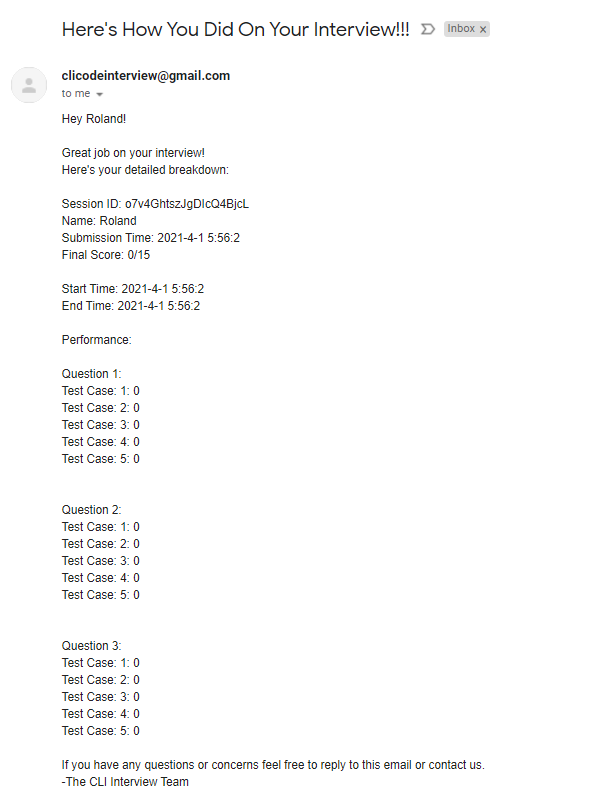 Here's How You Did On Your Interview!!!
Inbox x
clicodeinterview@gmail.com
to me
Hey Roland!
Great job on your interview!
Here's your detailed breakdown:
Session ID: o7v4GhtszJgDIcQ4BjcL
Name: Roland
Submission Time: 2021-4-1 5:56:2
Final Score: 0/15
Start Time: 2021-4-1 5:56:2
End Time: 2021-4-1 5:56:2
Performance:
Question 1:
Test Case: 1: 0
Test Case: 2: 0
Test Case: 3: 0
Test Case: 4: 0
Test Case: 5: 0
Question 2:
Test Case: 1: 0
Test Case: 2: 0
Test Case: 3: 0
Test Case: 4: 0
Test Case: 5: 0
Question 3:
Test Case: 1: 0
Test Case: 2: 0
Test Case: 3: 0
Test Case: 4: 0
Test Case: 5: 0
If you have any questions or concerns feel free to reply to this email or contact us.
-The CLI Interview Team